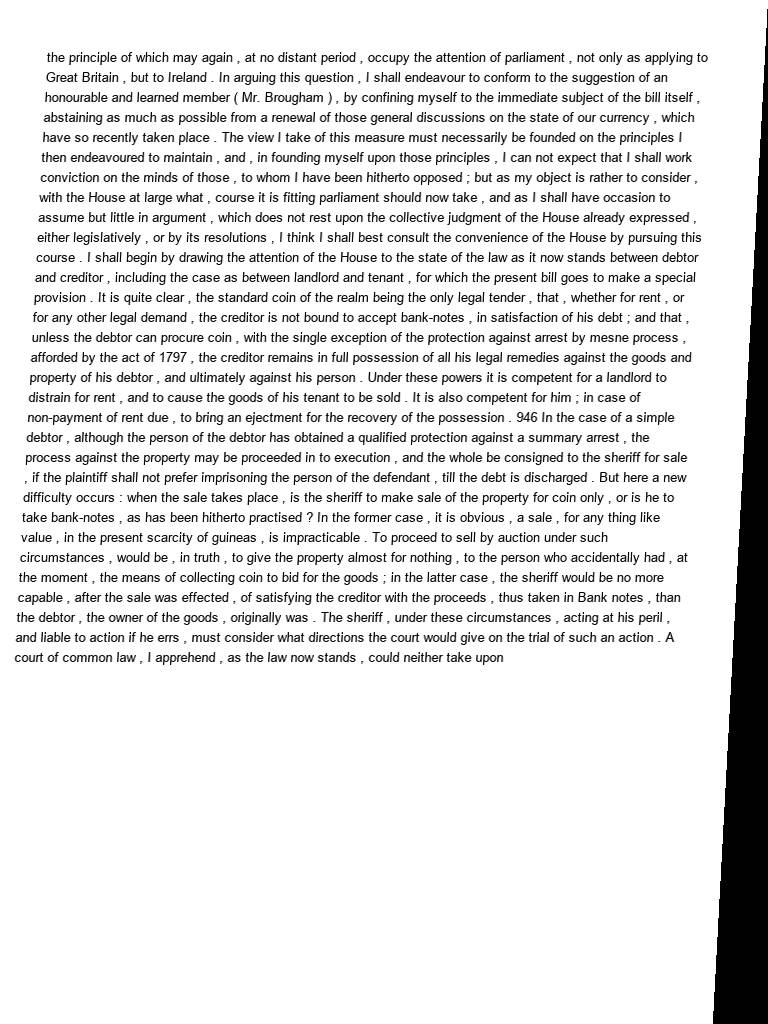 the principle of which may again , at no distant period , occupy the attention of parliament , not only as applying to
Great Britain , but to Ireland . In arguing this question , I shall endeavour to conform to the suggestion of an
honourable and learned member ( Mr. Brougham ) , by confining myself to the immediate subject of the bill itself ,
abstaining as much as possible from a renewal of those general discussions on the state of our currency , which
have so recently taken place . The view I take of this measure must necessarily be founded on the principles I
then endeavoured to maintain , and , in founding myself upon those principles , I can not expect that I shall work
conviction on the minds of those , to whom I have been hitherto opposed ; but as my object is rather to consider ,
with the House at large what , course it is fitting parliament should now take , and as I shall have occasion to
assume but little in argument , which does not rest upon the collective judgment of the House already expressed ,
either legislatively , or by its resolutions , I think I shall best consult the convenience of the House by pursuing this
course . I shall begin by drawing the attention of the House to the state of the law as it now stands between debtor
and creditor , including the case as between landlord and tenant , for which the present bill goes to make a special
provision . It is quite clear , the standard coin of the realm being the only legal tender , that , whether for rent , or
for any other legal demand , the creditor is not bound to accept bank-notes , in satisfaction of his debt ; and that ,
unless the debtor can procure coin , with the single exception of the protection against arrest by mesne process ,
afforded by the act of 1797 , the creditor remains in full possession of all his legal remedies against the goods and
property of his debtor , and ultimately against his person . Under these powers it is competent for a landlord to
distrain for rent , and to cause the goods of his tenant to be sold . It is also competent for him ; in case of
non-payment of rent due , to bring an ejectment for the recovery of the possession . 946 In the case of a simple
debtor , although the person of the debtor has obtained a qualified protection against a summary arrest , the
process against the property may be proceeded in to execution , and the whole be consigned to the sheriff for sale
, if the plaintiff shall not prefer imprisoning the person of the defendant , till the debt is discharged . But here a new
difficulty occurs : when the sale takes place , is the sheriff to make sale of the property for coin only , or is he to
take bank-notes , as has been hitherto practised ? In the former case , it is obvious , a sale , for any thing like
value , in the present scarcity of guineas , is impracticable . To proceed to sell by auction under such
circumstances , would be , in truth , to give the property almost for nothing , to the person who accidentally had , at
the moment , the means of collecting coin to bid for the goods ; in the latter case , the sheriff would be no more
capable , after the sale was effected , of satisfying the creditor with the proceeds , thus taken in Bank notes , than
the debtor , the owner of the goods , originally was . The sheriff , under these circumstances , acting at his peril ,
and liable to action if he errs , must consider what directions the court would give on the trial of such an action . A
court of common law , I apprehend , as the law now stands , could neither take upon